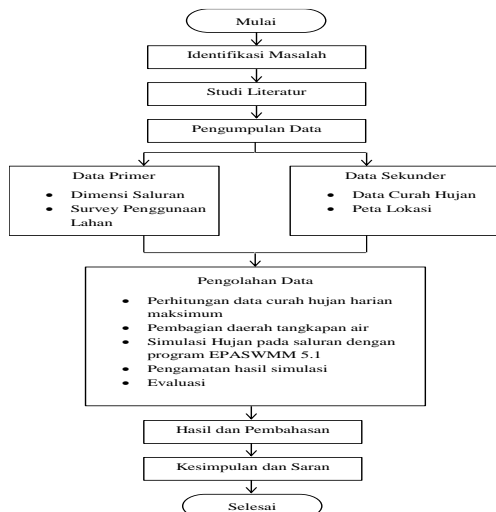 Mulai
Identifikasi Masalah
Studi Literatur
Pengumpulan Data
Data Primer
• Dimensi Saluran
• Survey Penggunaan
Lahan
Data Sekunder
• Data Curah Hujan
• Peta Lokasi
Pengolahan Data
• Perhitungan data curah hujan harian
maksimum
• Pembagian daerah tangkapan air
• Simulasi Hujan pada saluran dengan
program EPASWMM 5.1
• Pengamatan hasil simulasi
• Evaluasi
Hasil dan Pembahasan
Kesimpulan dan Saran
Selesai